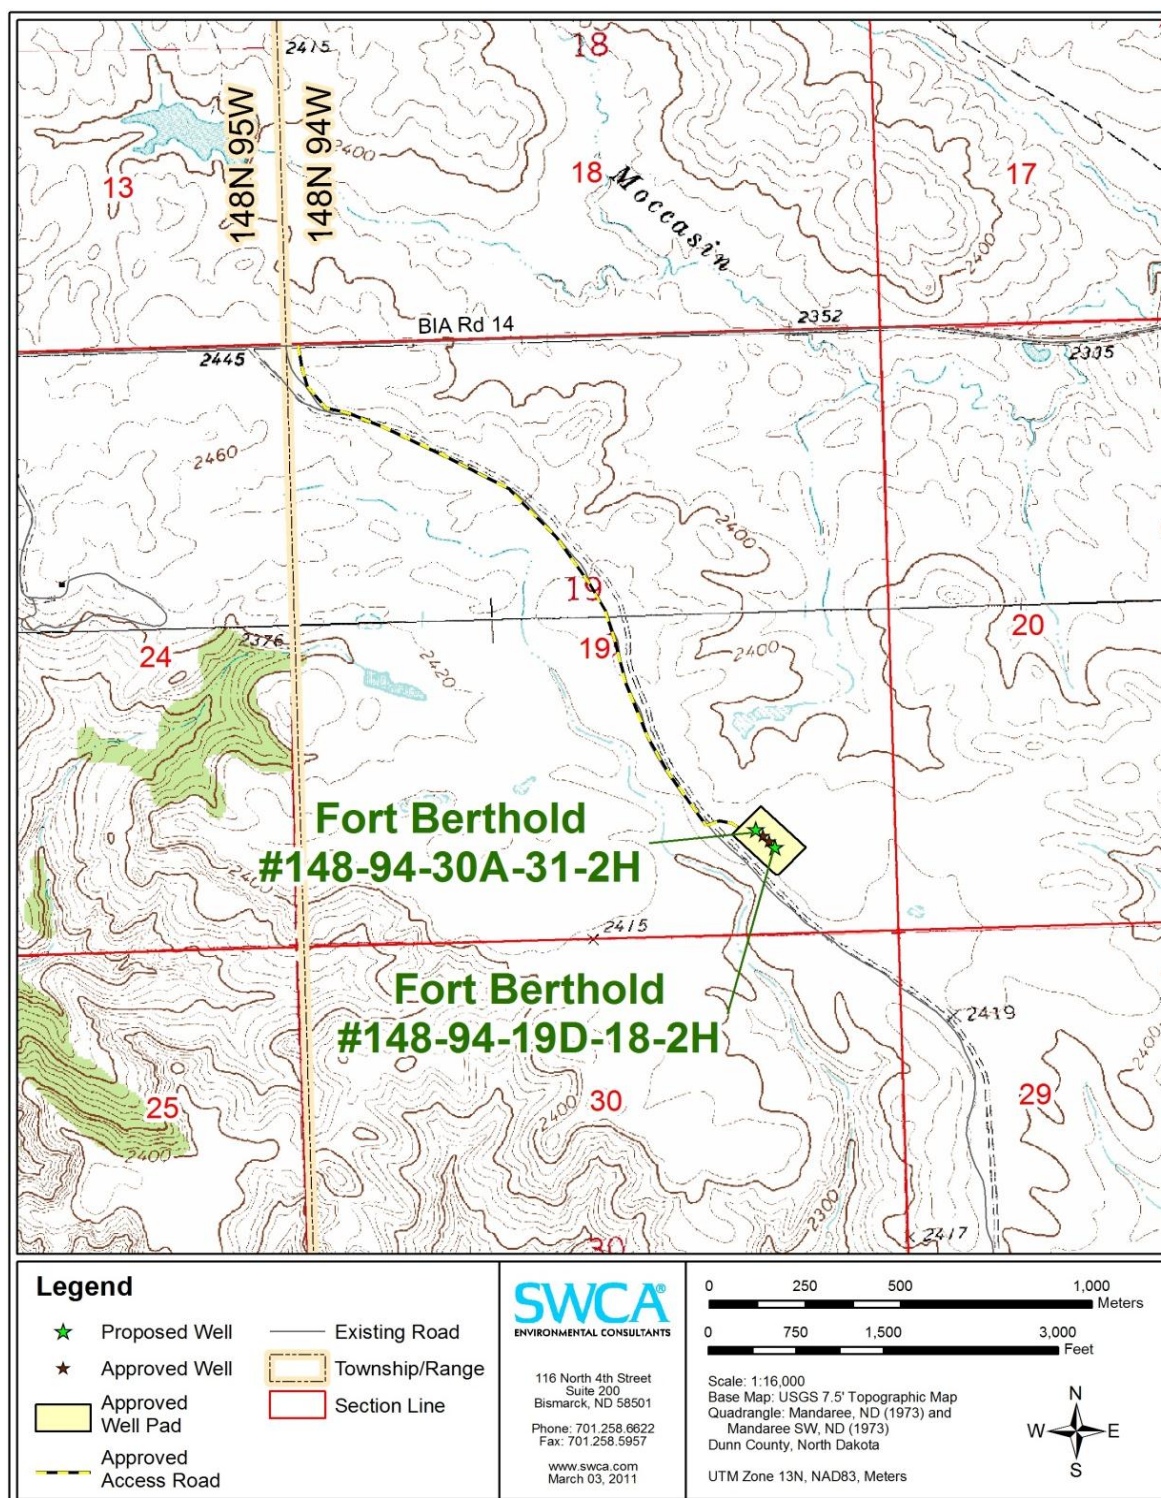 2415
18
148N 95W
148N 94W
2400
13
18
17
Moccasin
2400
BIA Rd 14
2352
2445
2335
2460
2400
19
2376
24
19
2400
20
2420
Fort Berthold
#148-94-30A-31-2H
2400
2415
Fort Berthold
#148-94-19D-18-2H
2419
2400
25
2400
30
29
2400
2300
2417
30
Legend
Proposed Well
Approved Well
Approved
Well Pad
Approved
Access Road
Existing Road
Township/Range
Section Line
SWCA®
ENVIRONMENTAL CONSULTANTS
116 North 4th Street
Suite 200
Bismarck, ND 58501
Phone: 701.258.6622
Fax: 701.258.5957
www.swca.com
March 03, 2011
0 250 500 1,000
Meters
0 750 1,500 3,000
Feet
Scale: 1:16,000
Base Map: USGS 7.5' Topographic Map
Quadrangle: Mandaree, ND (1973) and
Mandaree SW, ND (1973)
Dunn County, North Dakota
UTM Zone 13N, NAD83, Meters
N
W E
S